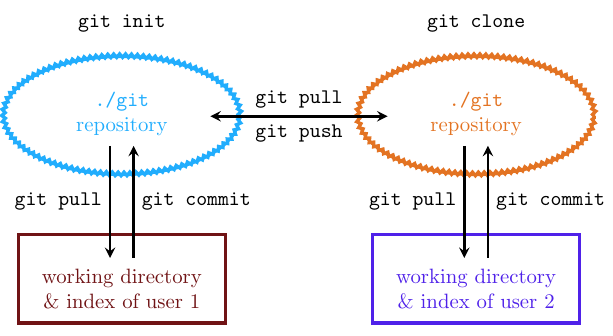 git init
git clone
./git
repository
git pull
git push
./git
repository
git pull
git commit
git pull
git commit
working directory
& index of user 1
working directory
& index of user 2